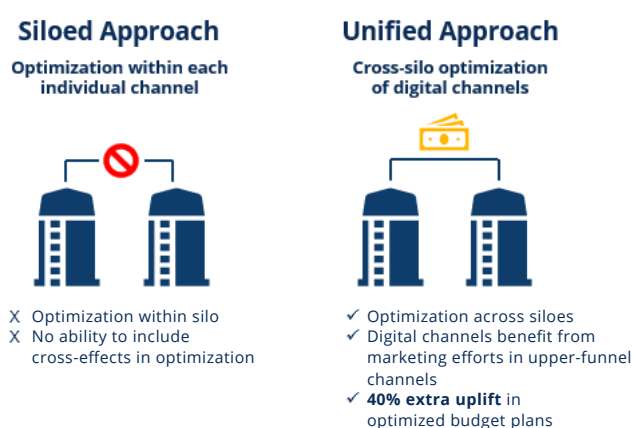 Siloed Approach
Optimization within each
individual channel
X Optimization within silo
X No ability to include
cross-effects in optimization
Unified Approach
Cross-silo optimization
of digital channels
✓ Optimization across siloes
✓ Digital channels benefit from
marketing efforts in upper-funnel
channels
✓ 40% extra uplift in
optimized budget plans